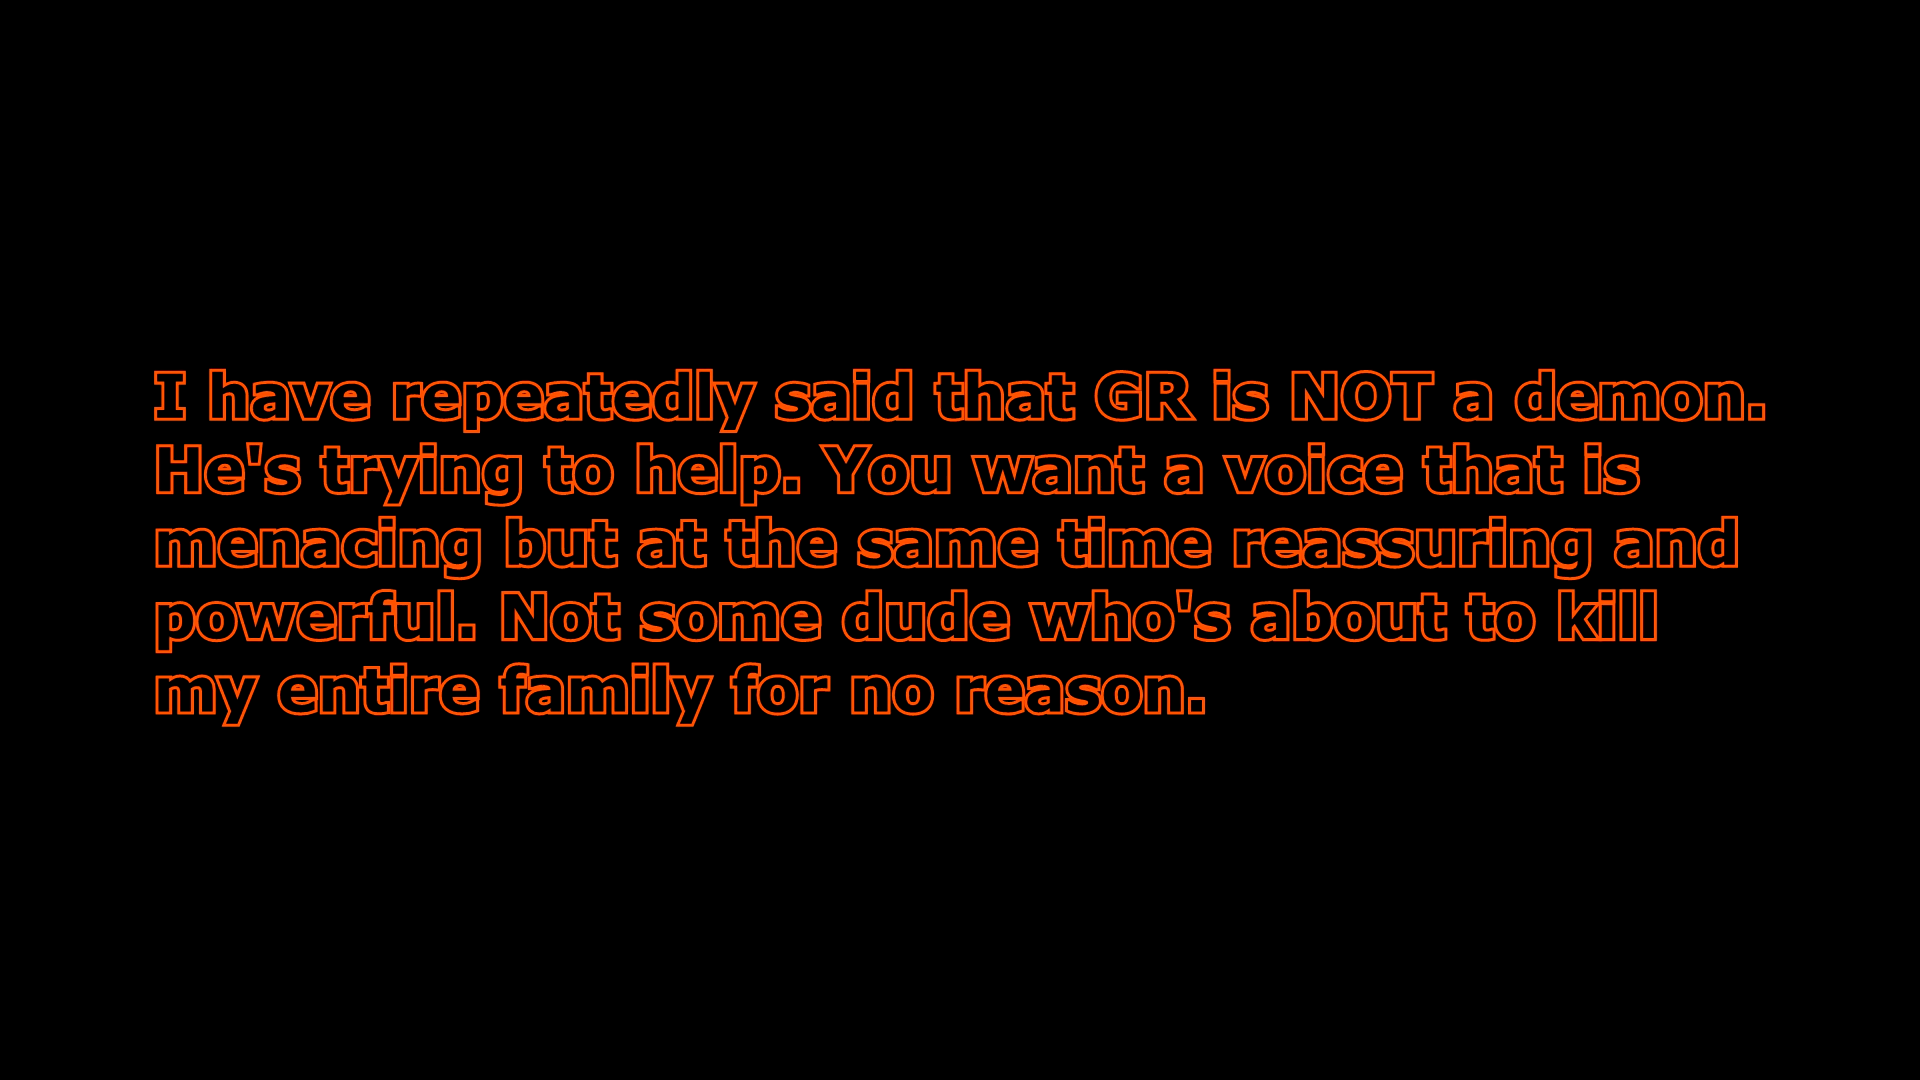 I have repeatedly said that GR is NOT a demon.
He's trying to help. You want a voice that is
menacing but at the same time reassuring and
powerful. Not some dude who's about to kill
my entire family for no reason.